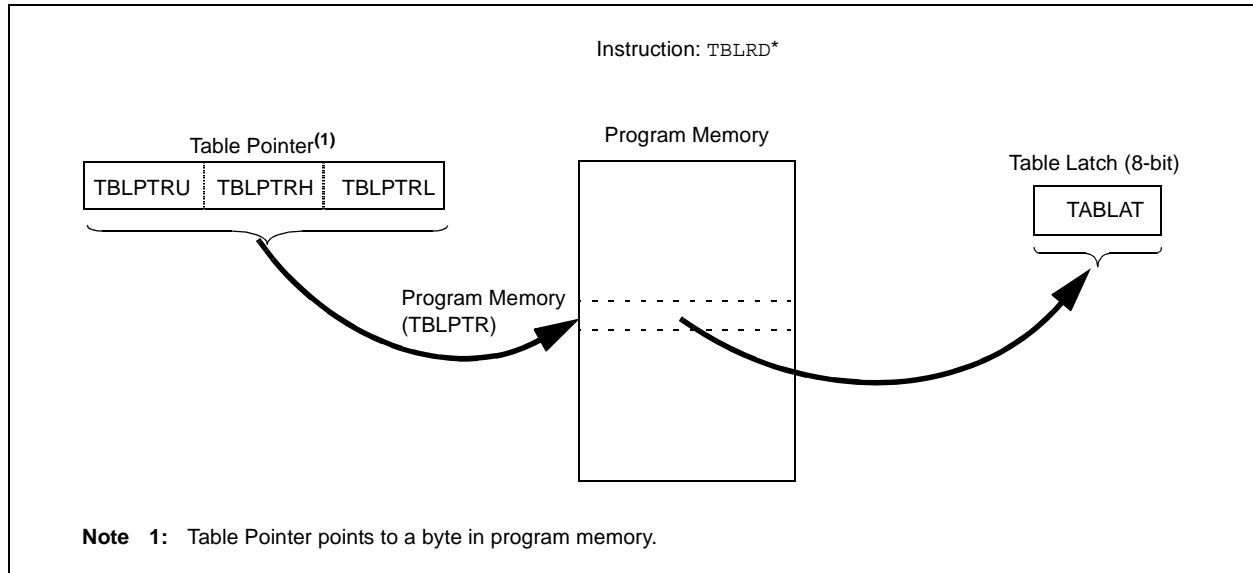 Instruction: TBLRD*
Table Pointer(1)
TBLPTRU TBLPTRH TBLPTRL
Program Memory
Table Latch (8-bit)
TABLAT
Program Memory
(TBLPTR)
Note 1: Table Pointer points to a byte in program memory.